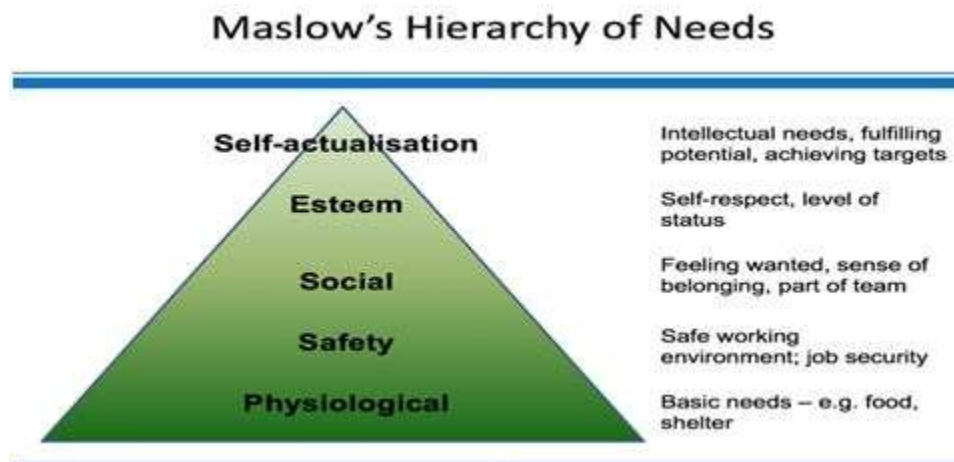 Maslow's Hierarchy of Needs
Self-actualisation
Intellectual needs, fulfilling
potential, achieving targets
Esteem
Self-respect, level of
status
Social
Feeling wanted, sense of
belonging, part of team
Safety
Safe working
environment; job security
Physiological
Basic needs – e.g. food,
shelter